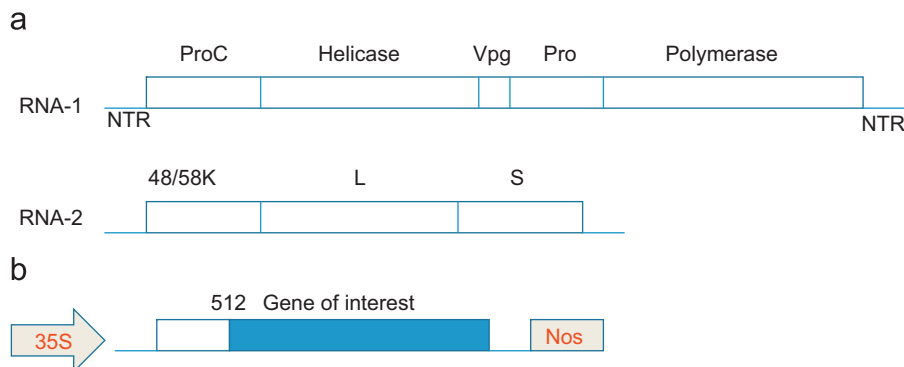 a
ProC Helicase Vpg Pro Polymerase
RNA-1
NTR NTR
48/58K L S
RNA-2
b
512 Gene of interest
35S Nos